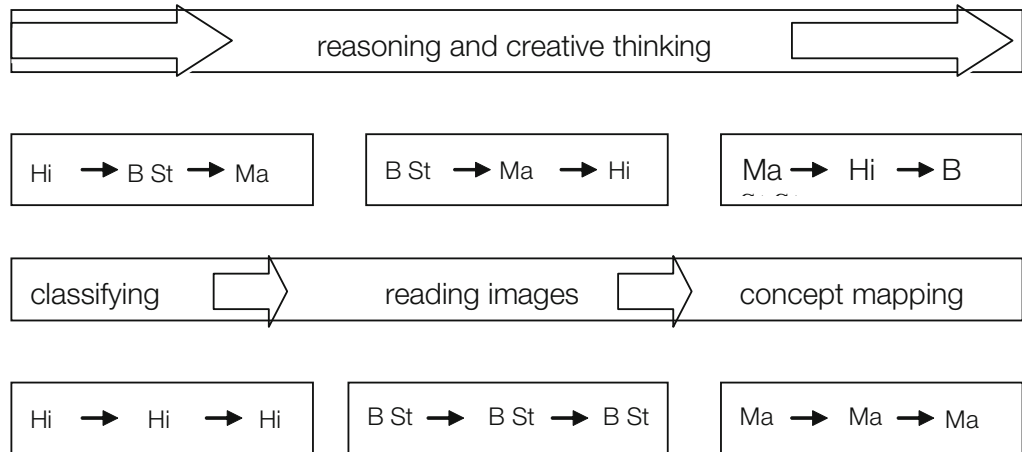 reasoning and creative thinking
Hi B St Ma
B St Ma Hi
Ma Hi B
classifying reading images concept mapping
Hi Hi Hi
B St B St B St
Ma Ma Ma